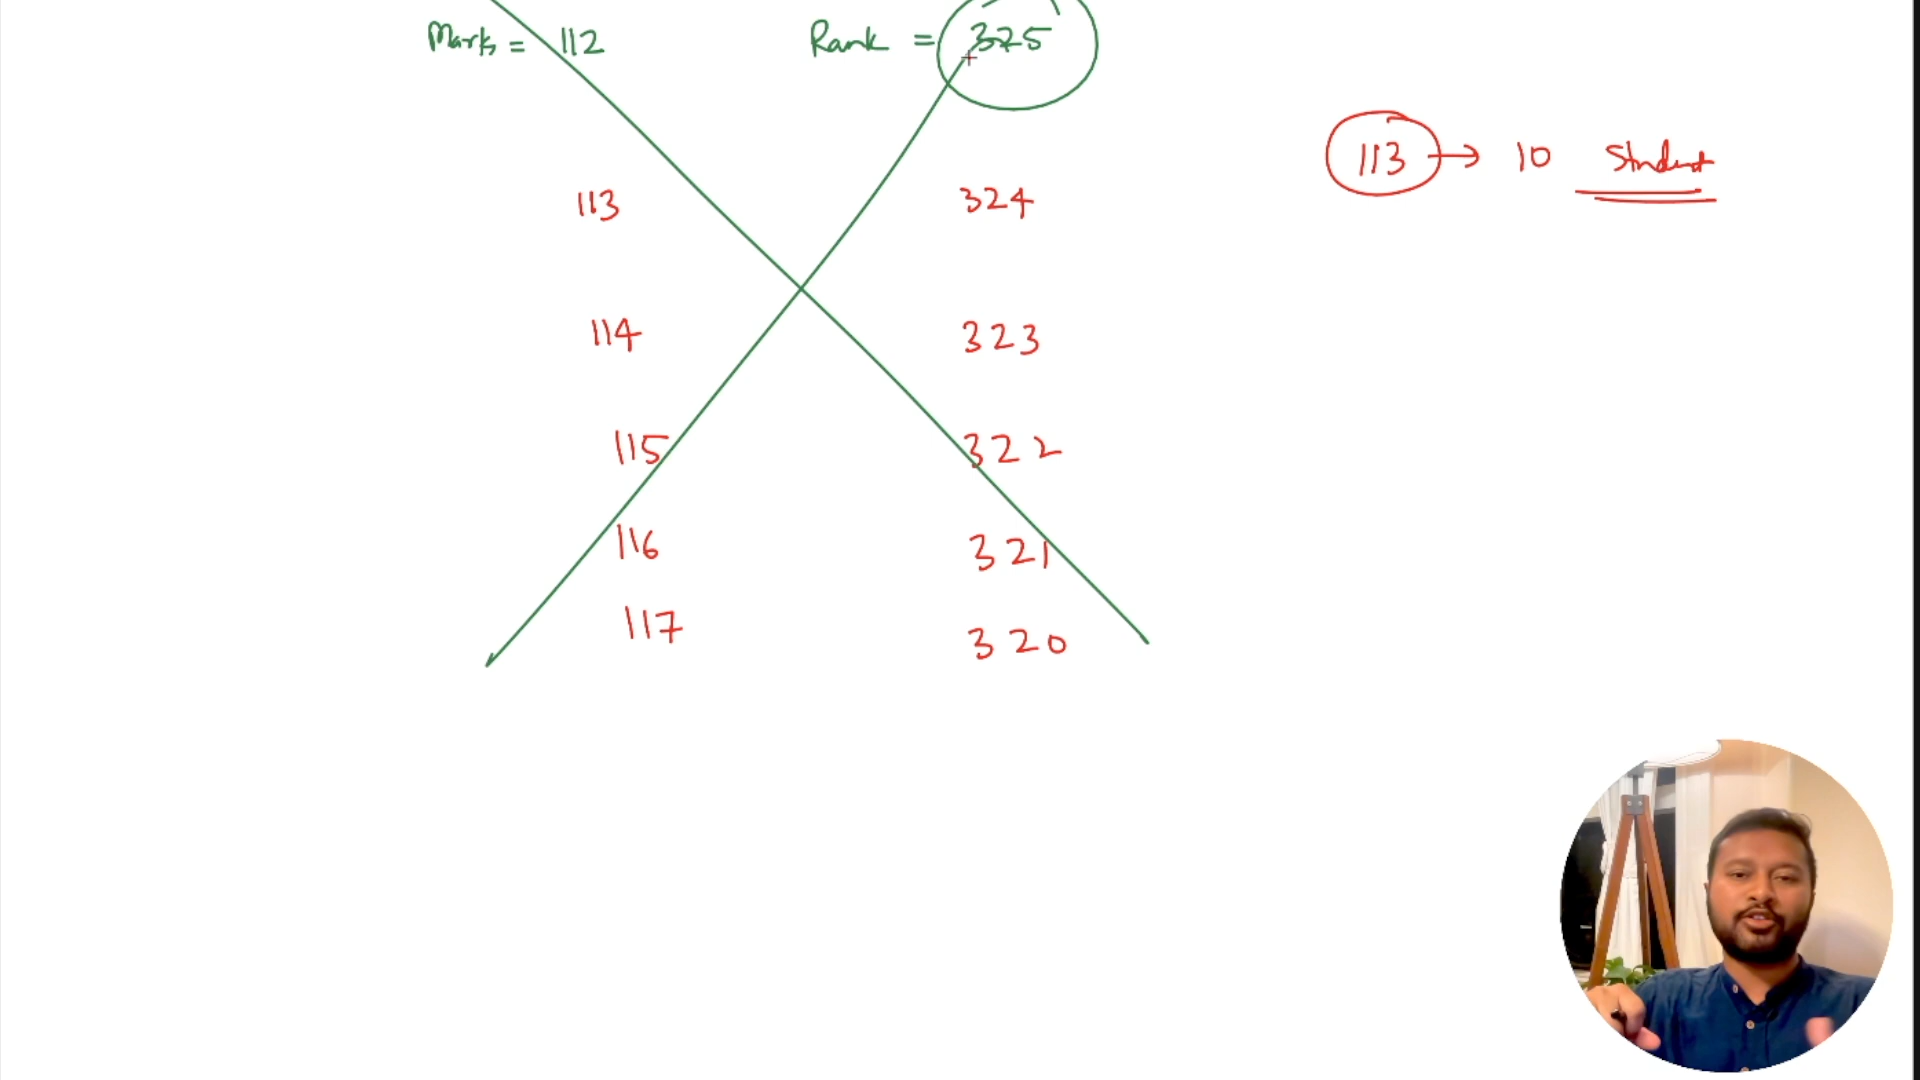 Marks = 112 Rank = 325
113 → 10 Student
113 324
114 323
115 322
116 321
117 320